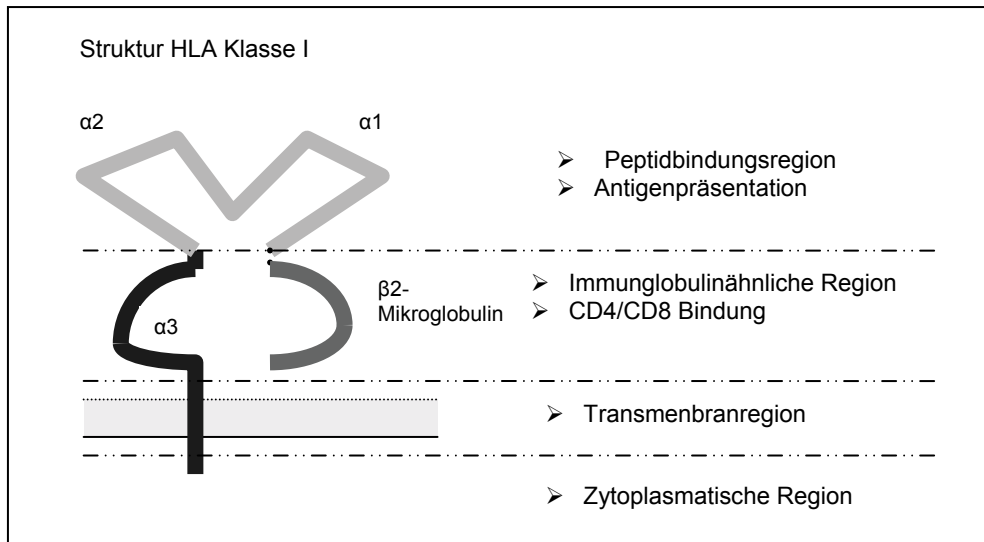 Struktur HLA Klasse I
α2
α1
➢ Peptidbindungsregion
➢ Antigenpräsentation
α3
β2-
Mikroglobulin
➢ Immunglobulinähnliche Region
➢ CD4/CD8 Bindung
➢ Transmenbranregion
➢ Zytoplasmatische Region